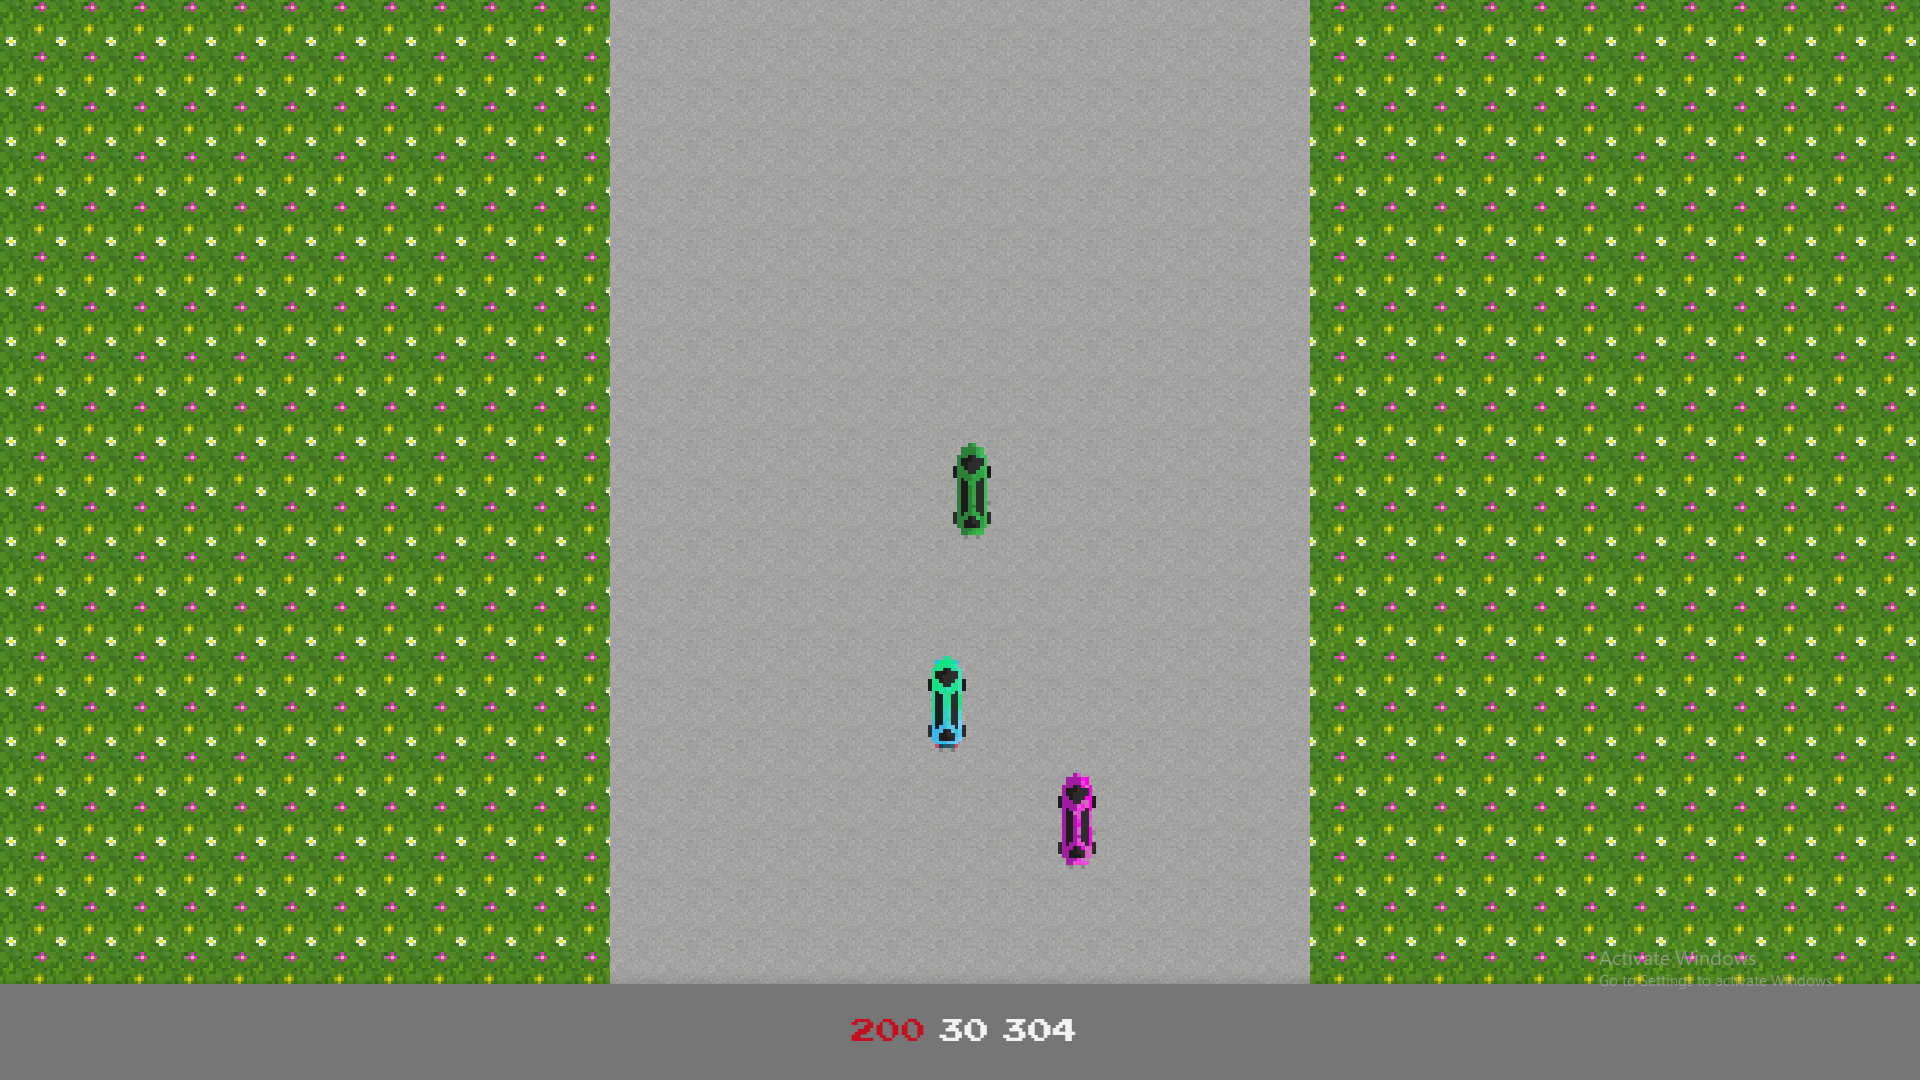 Activate Windows
Go to Settings to activate Windows.
200 30 304